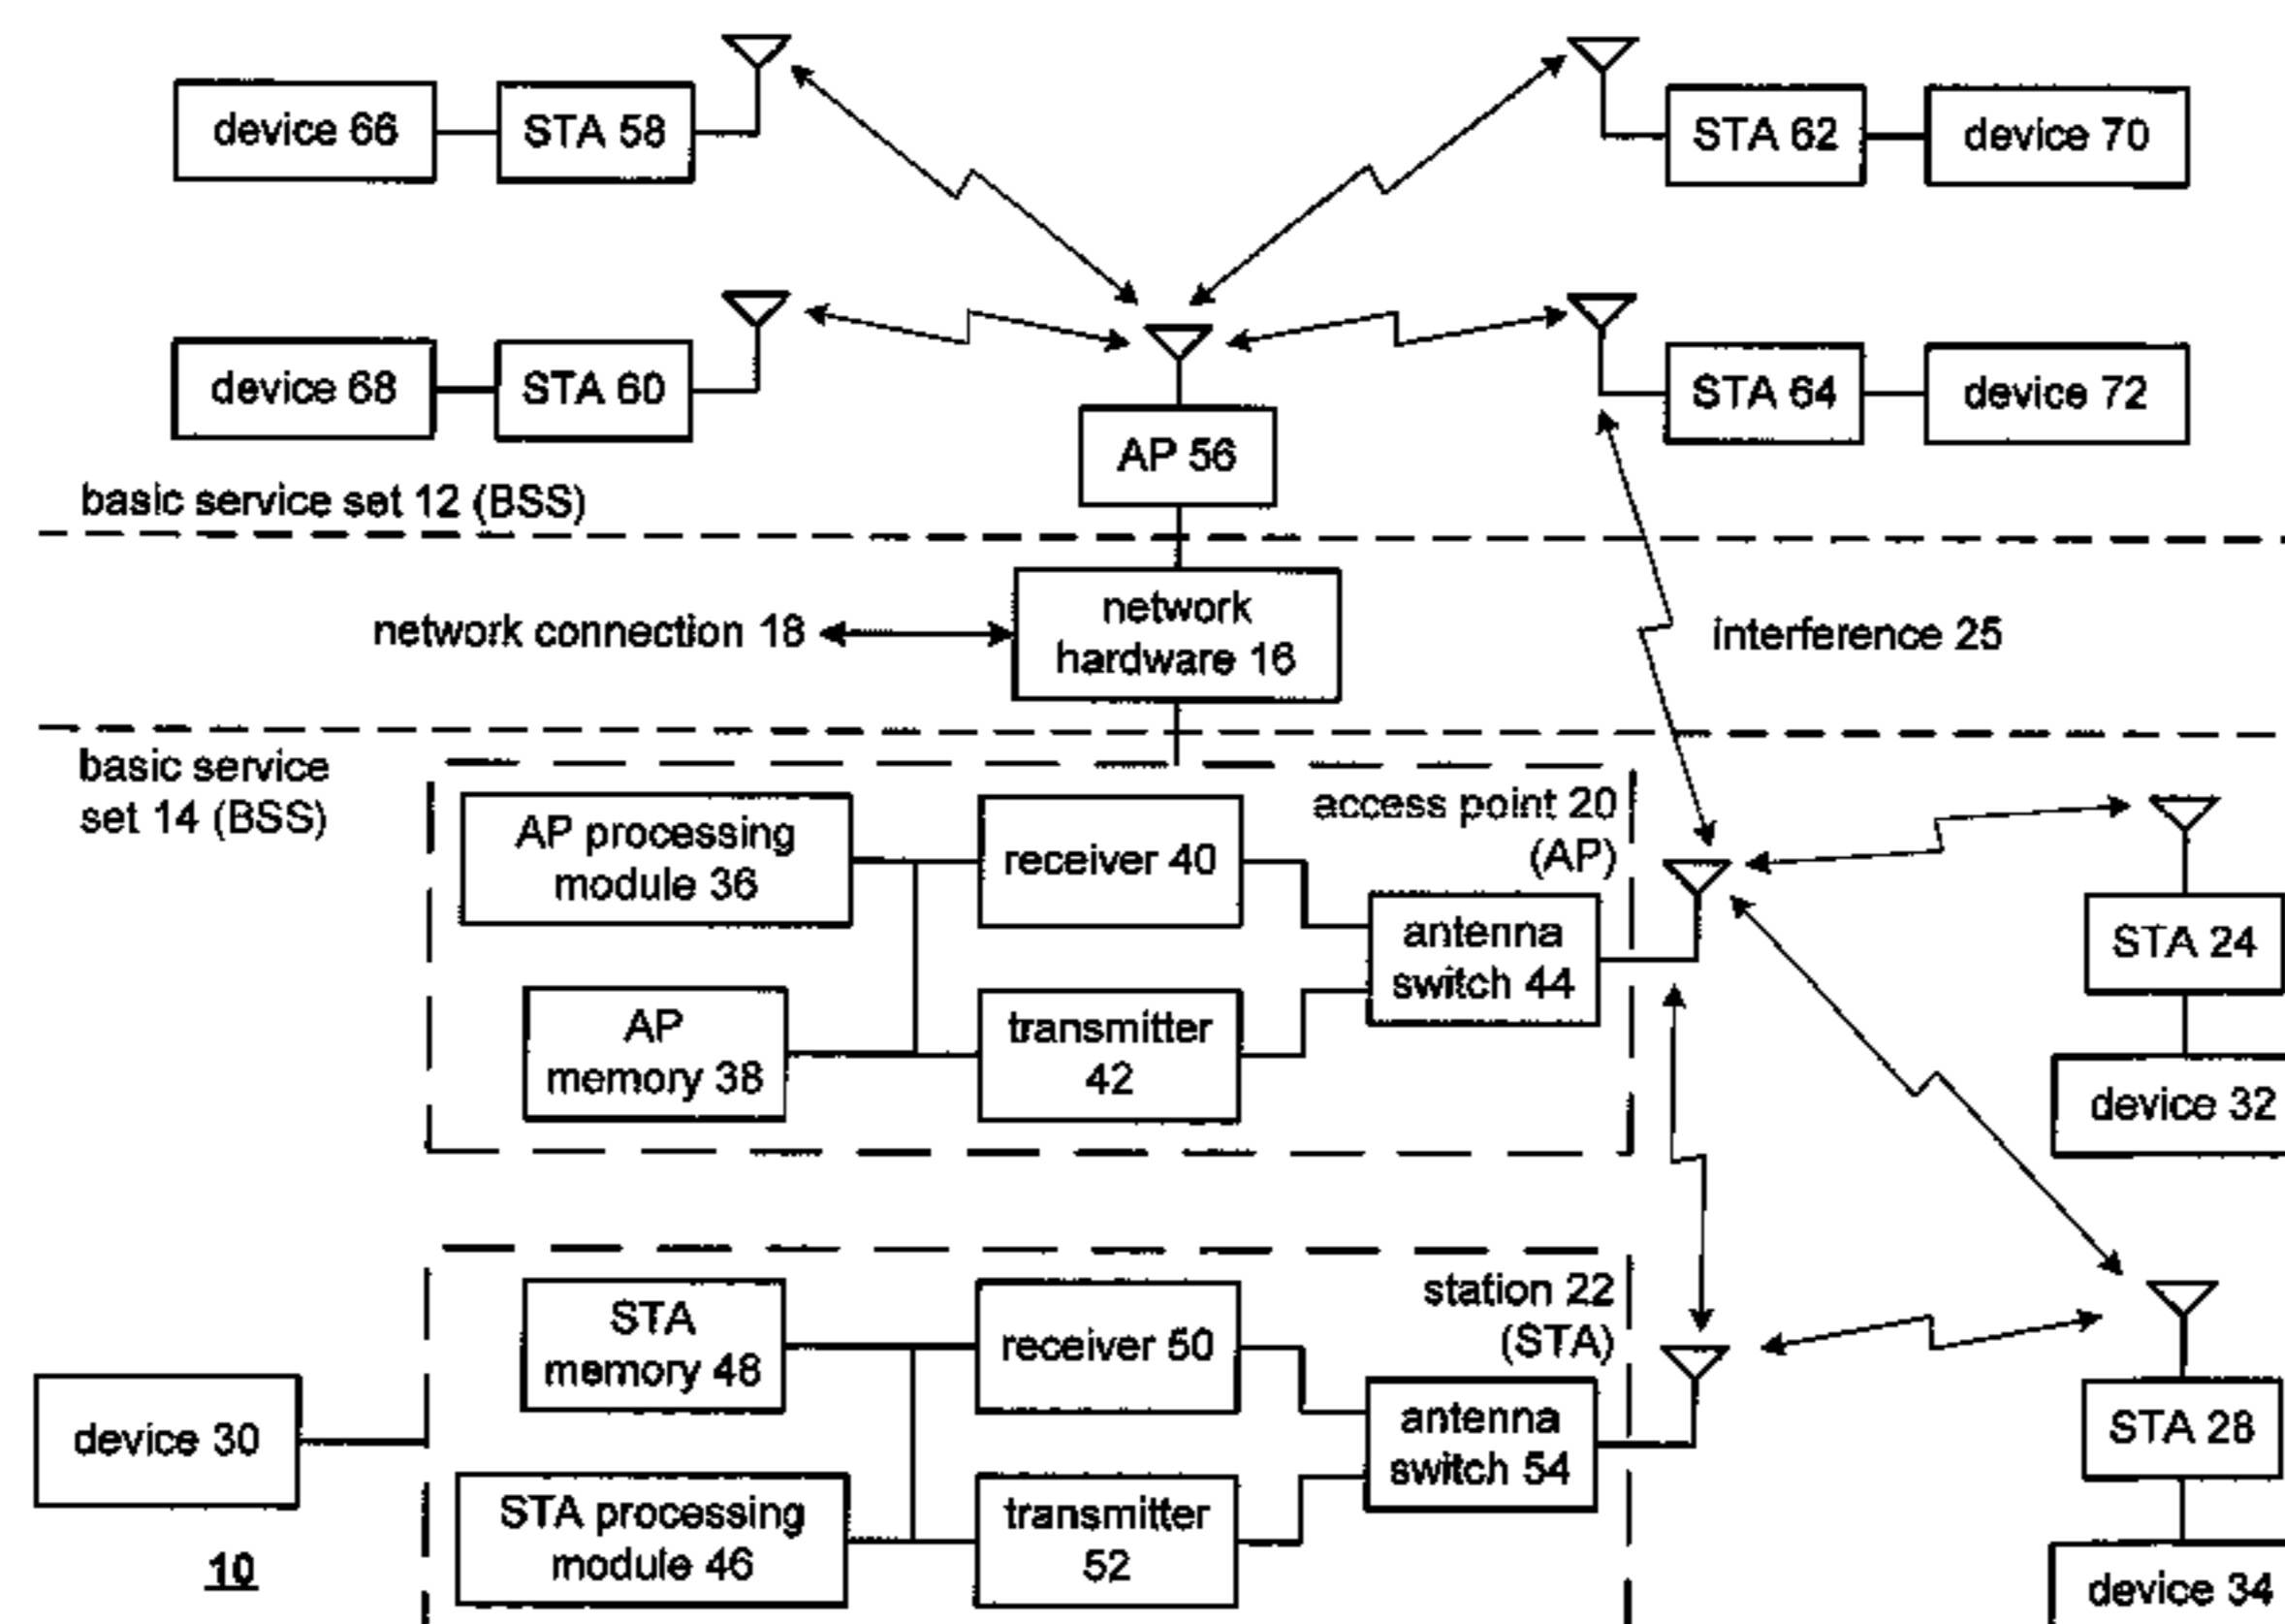 device 66
STA 58
STA 62
device 70
device 68
STA 60
STA 64
device 72
AP 56
basic service set 12 (BSS)
network
hardware 16
network connection 18
interference 25
basic service
set 14 (BSS)
access point 20
(AP)
AP processing
module 36
receiver 40
antenna
switch 44
STA 24
AP
memory 38
transmitter
42
device 32
station 22
(STA)
STA
memory 48
receiver 50
antenna
switch 54
STA 28
device 30
STA processing
module 46
transmitter
52
device 34
10